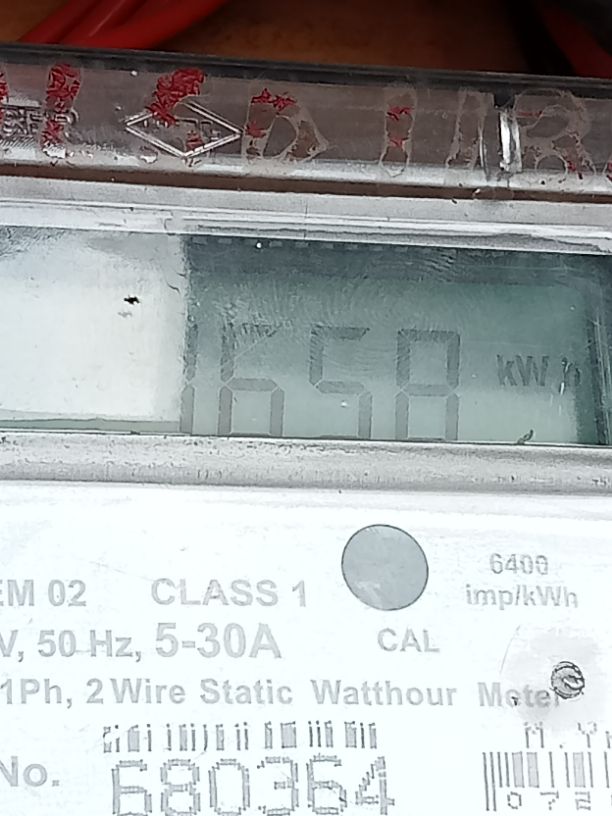 1658 kWh
EM 02 CLASS 1
6400
imp/kWh
V, 50 Hz, 5-30A
CAL
1Ph, 2 Wire Static Watthour Meter
No. 680364
M.Y
072